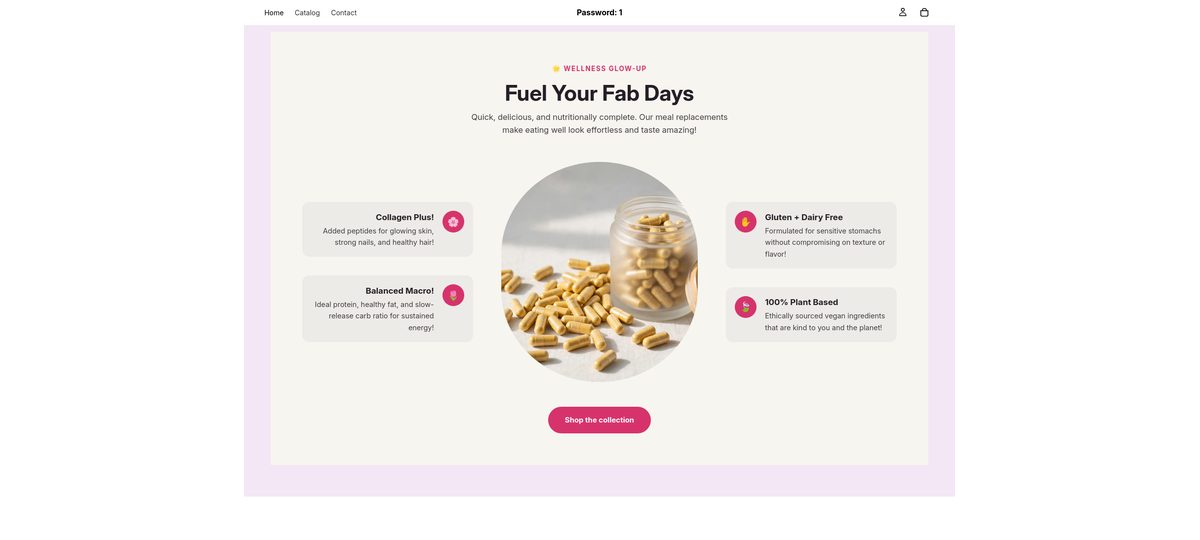 Home Catalog Contact
Password: 1
🌟 WELLNESS GLOW-UP
Fuel Your Fab Days
Quick, delicious, and nutritionally complete. Our meal replacements
make eating well look effortless and taste amazing!
Collagen Plus!
Added peptides for glowing skin,
strong nails, and healthy hair!
Balanced Macro!
Ideal protein, healthy fat, and slow-
release carb ratio for sustained
energy!
Gluten + Dairy Free
Formulated for sensitive stomachs
without compromising on texture or
flavor!
100% Plant Based
Ethically sourced vegan ingredients
that are kind to you and the planet!
Shop the collection